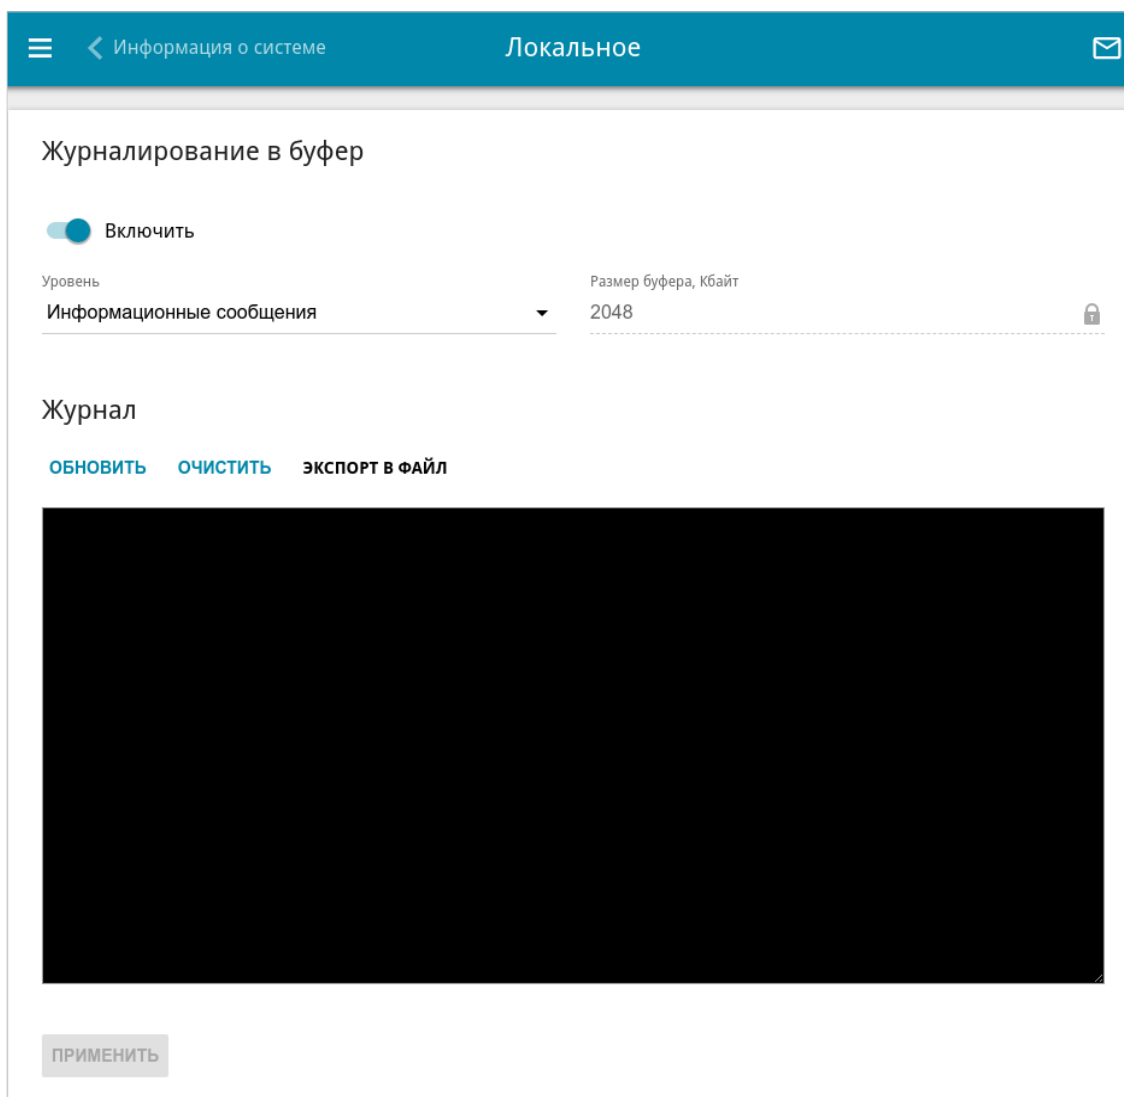 Информация о системе Локальное
Журналирование в буфер
Включить
Уровень Размер буфера, Кбайт
Информационные сообщения 2048
Журнал
ОБНОВИТЬ ОЧИСТИТЬ ЭКСПОРТ В ФАЙЛ
ПРИМЕНИТЬ